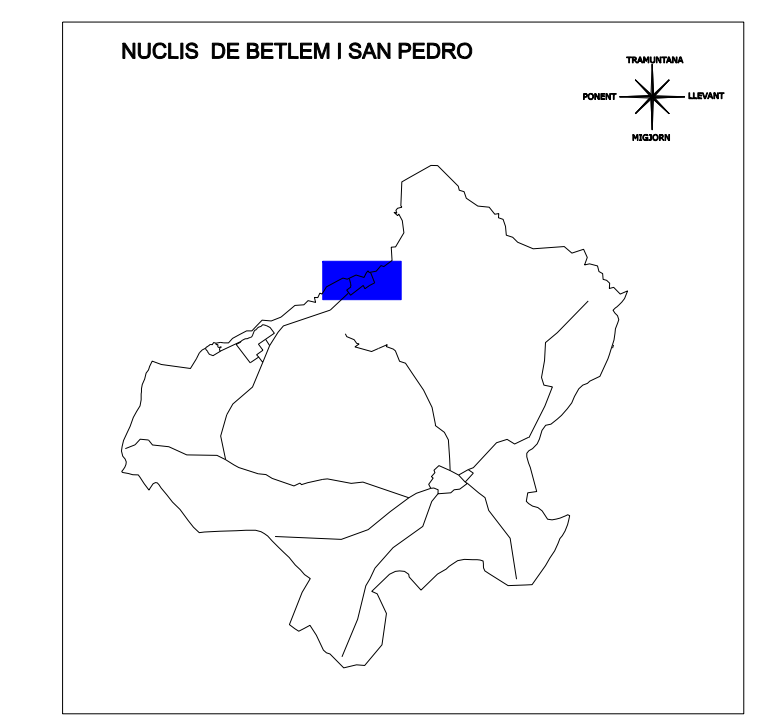 NUCLIS DE BETLEM I SAN PEDRO
TRAMUNTANA
PONENT
LLEVANT
MIGJORN